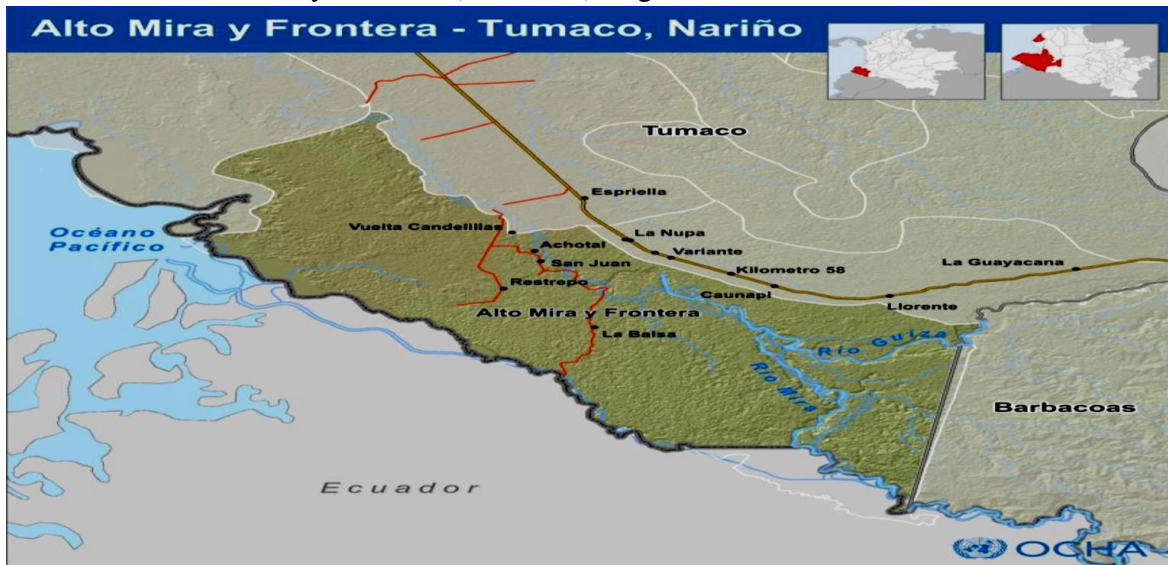 Alto Mira y Frontera - Tumaco, Nariño
Tumaco
Espriella
Océano
Pacífico
Vuelta Candelillas
La Nupa
Achotal
Variante
San Juan
La Guayacana
Kilometro 58
Restrepo
Caunapi
Llorente
Alto Mira y Frontera
La Balsa
Río Guiza
Río Mira
Barbacoas
Ecuador
OCHA